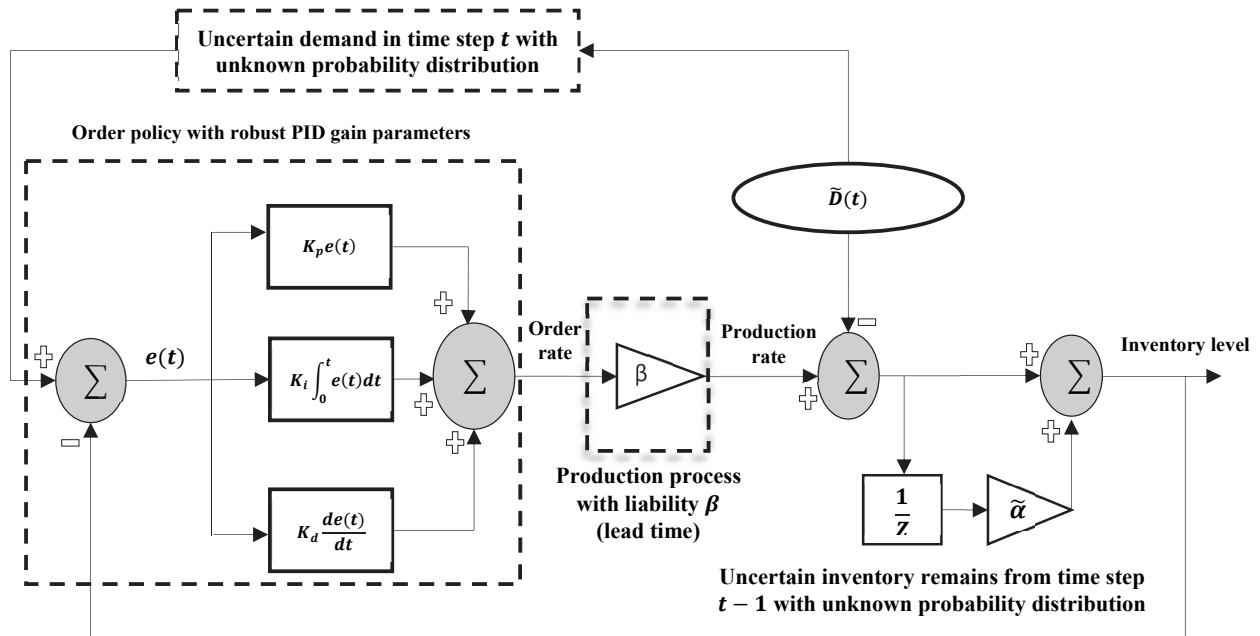 Uncertain demand in time step t with
unknown probability distribution
Order policy with robust PID gain parameters
D̃(t)
K_p e(t)
+
+
Order
rate
Production
rate
−
+
e(t)
∑
K_i ∫_0^t e(t)dt
+
+
∑
β
+
∑
+
∑
Inventory level
−
+
K_d de(t)/dt
Production process
with liability β
(lead time)
1/Z
α̃
Uncertain inventory remains from time step
t − 1 with unknown probability distribution